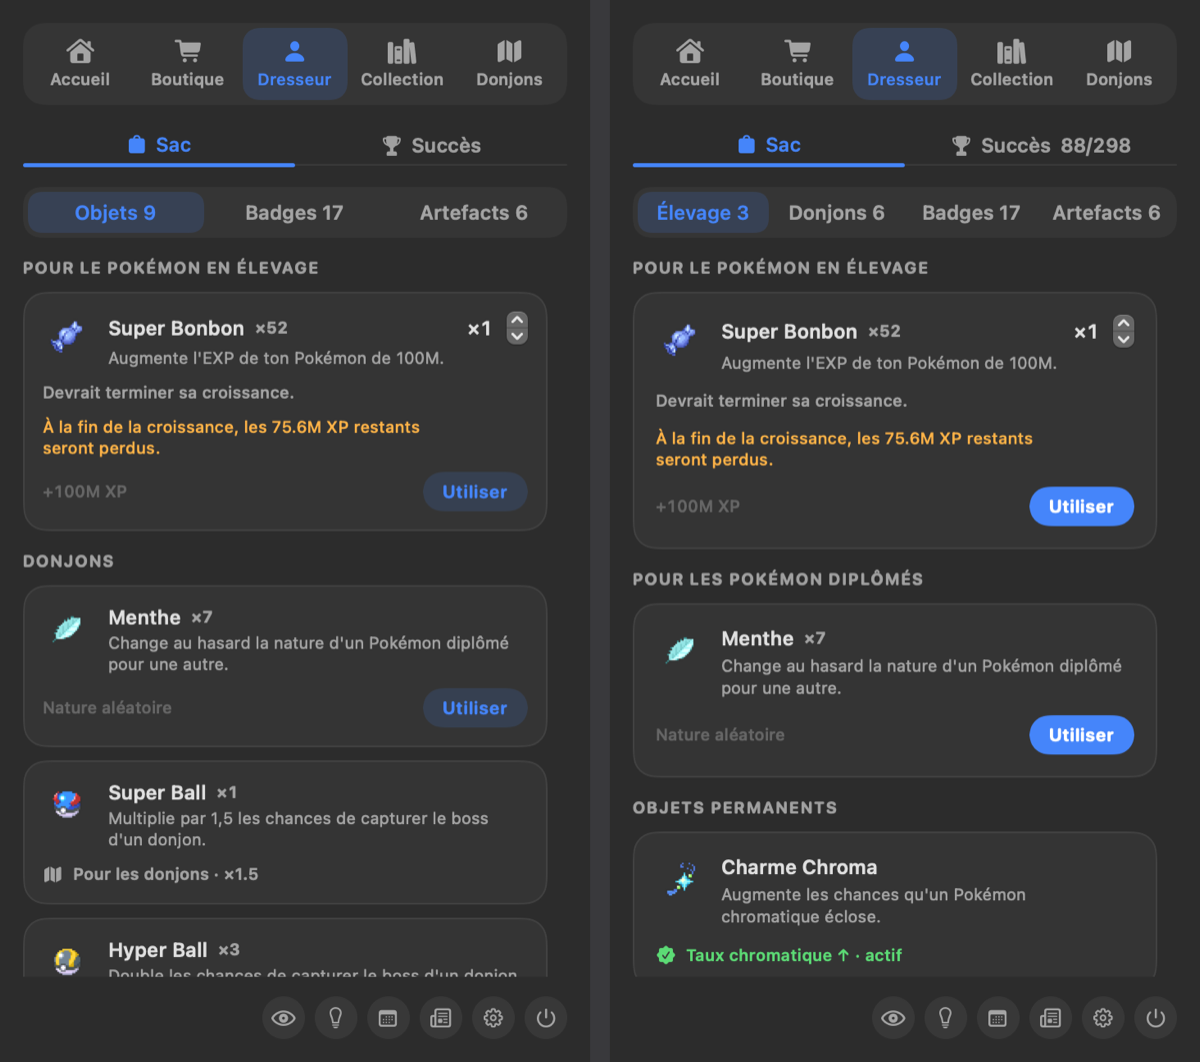 Accueil Boutique Dresseur Collection Donjons
Sac Succès
Objets 9 Badges 17 Artefacts 6
POUR LE POKÉMON EN ÉLEVAGE
Super Bonbon ×52 ×1
Augmente l'EXP de ton Pokémon de 100M.
Devrait terminer sa croissance.
À la fin de la croissance, les 75.6M XP restants
seront perdus.
+100M XP Utiliser
DONJONS
Menthe ×7
Change au hasard la nature d'un Pokémon diplômé
pour une autre.
Nature aléatoire Utiliser
Super Ball ×1
Multiplie par 1,5 les chances de capturer le boss
d'un donjon.
Pour les donjons · ×1.5
Hyper Ball ×3
Double les chances de capturer le boss d'un donjon
Accueil Boutique Dresseur Collection Donjons
Sac Succès 88/298
Élevage 3 Donjons 6 Badges 17 Artefacts 6
POUR LE POKÉMON EN ÉLEVAGE
Super Bonbon ×52 ×1
Augmente l'EXP de ton Pokémon de 100M.
Devrait terminer sa croissance.
À la fin de la croissance, les 75.6M XP restants
seront perdus.
+100M XP Utiliser
POUR LES POKÉMON DIPLÔMÉS
Menthe ×7
Change au hasard la nature d'un Pokémon diplômé
pour une autre.
Nature aléatoire Utiliser
OBJETS PERMANENTS
Charme Chroma
Augmente les chances qu'un Pokémon
chromatique éclose.
Taux chromatique ↑ · actif